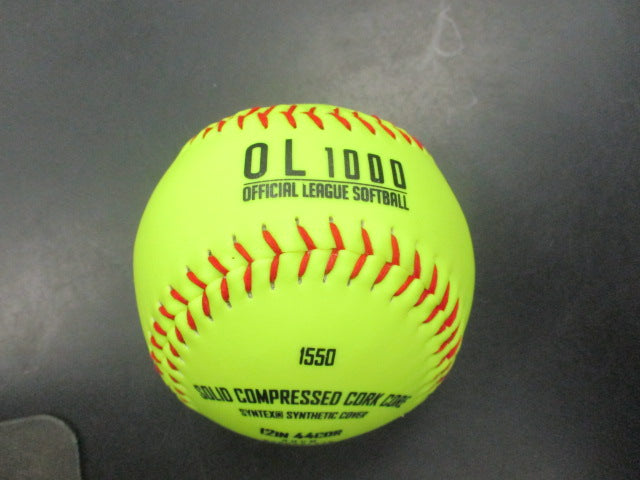 OL 1000
OFFICIAL LEAGUE SOFTBALL
1550
SOLID COMPRESSED CORK CORE
SYNTEX® SYNTHETIC COVER
12IN 44COR